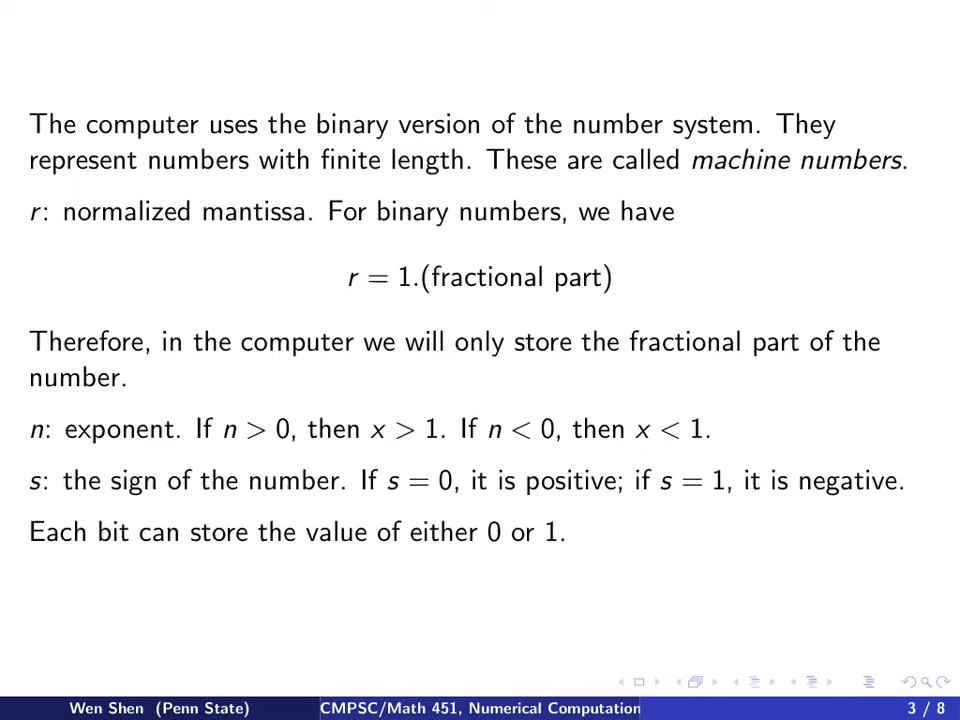 The computer uses the binary version of the number system. They
represent numbers with finite length. These are called machine numbers.
r: normalized mantissa. For binary numbers, we have
r = 1.(fractional part)
Therefore, in the computer we will only store the fractional part of the
number.
n: exponent. If n > 0, then x > 1. If n < 0, then x < 1.
s: the sign of the number. If s = 0, it is positive; if s = 1, it is negative.
Each bit can store the value of either 0 or 1.
Wen Shen (Penn State) CMPSC/Math 451, Numerical Computation 3 / 8